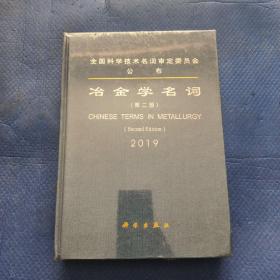 全国科学技术名词审定委员会
公布
冶金学名词
(第二版)
CHINESE TERMS IN METALLURGY
(Second Edition)
2019
科学出版社